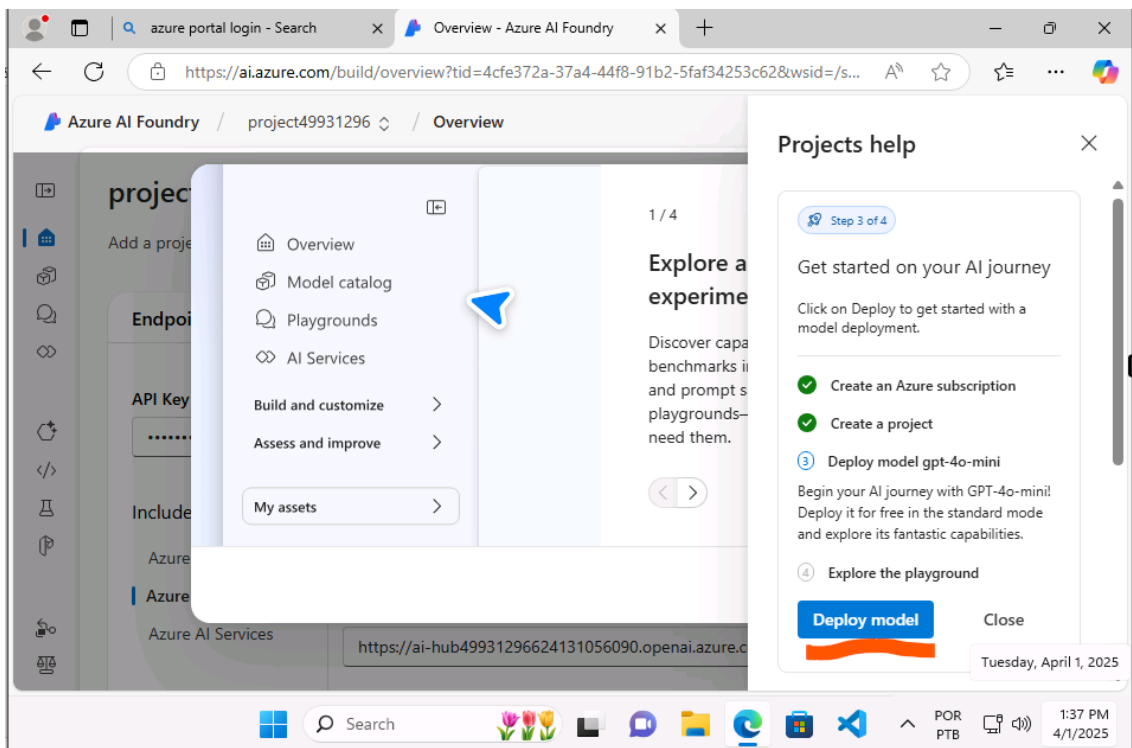 azure portal login - Search
Overview - Azure AI Foundry
https://ai.azure.com/build/overview?tid=4cfe372a-37a4-44f8-91b2-5faf34253c62&wsid=/s...
Azure AI Foundry / project49931296 / Overview
projec
Add a proje
Endpoi
API Key
Include
Azure
Azure
Azure AI Services
https://ai-hub49931296624131056090.openai.azure.c
Overview
Model catalog
Playgrounds
AI Services
Build and customize
Assess and improve
My assets
1 / 4
Explore a
experime
Discover capa
benchmarks i
and prompt s
playgrounds—
need them.
Projects help
Step 3 of 4
Get started on your AI journey
Click on Deploy to get started with a
model deployment.
Create an Azure subscription
Create a project
3 Deploy model gpt-4o-mini
Begin your AI journey with GPT-4o-mini!
Deploy it for free in the standard mode
and explore its fantastic capabilities.
4 Explore the playground
Deploy model
Close
Tuesday, April 1, 2025
Search
POR
PTB
1:37 PM
4/1/2025